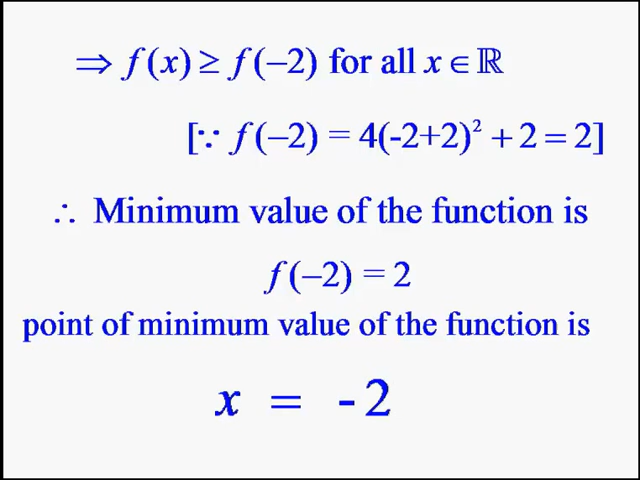 ⇒ f(x) ≥ f(–2) for all x ∈ ℝ
[∵ f(–2) = 4(-2+2)² + 2 = 2]
∴ Minimum value of the function is
f(–2) = 2
point of minimum value of the function is
x = -2